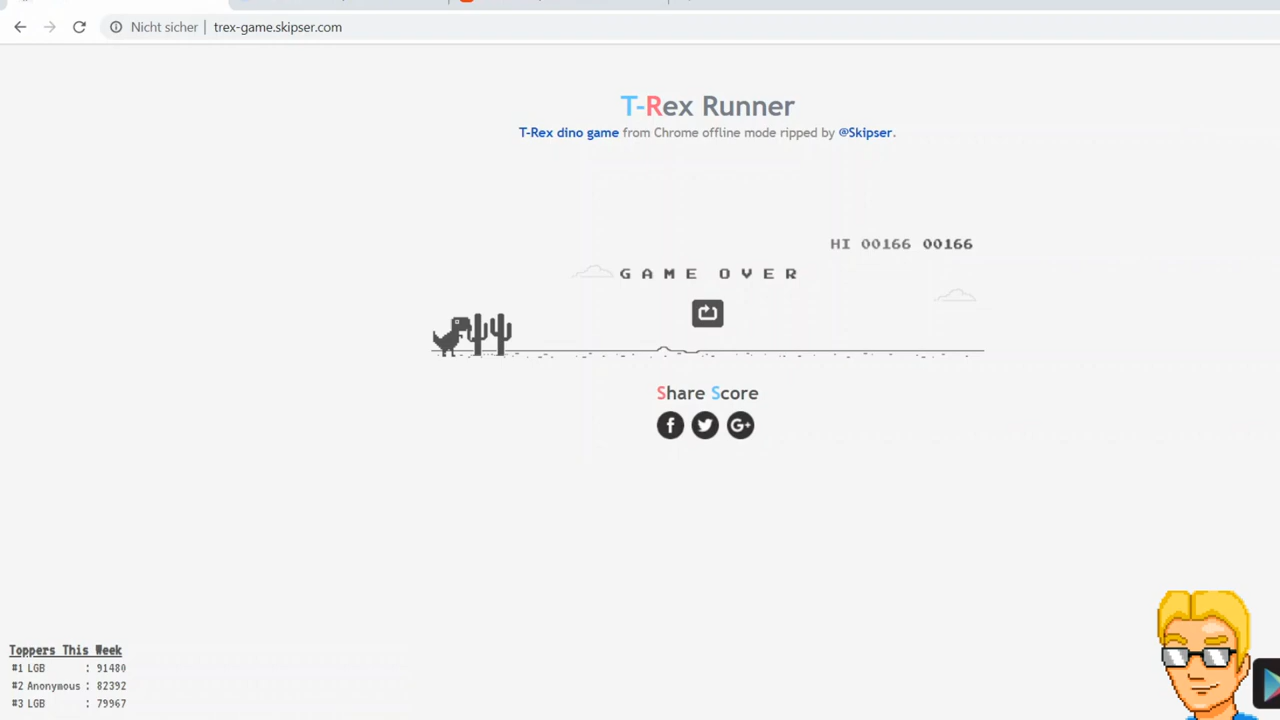 Nicht sicher | trex-game.skipser.com
T-Rex Runner
T-Rex dino game from Chrome offline mode ripped by @Skipser.
HI 00166 00166
GAME OVER
Share Score
f G+
Toppers This Week
#1 LGB : 91480
#2 Anonymous : 82392
#3 LGB : 79967